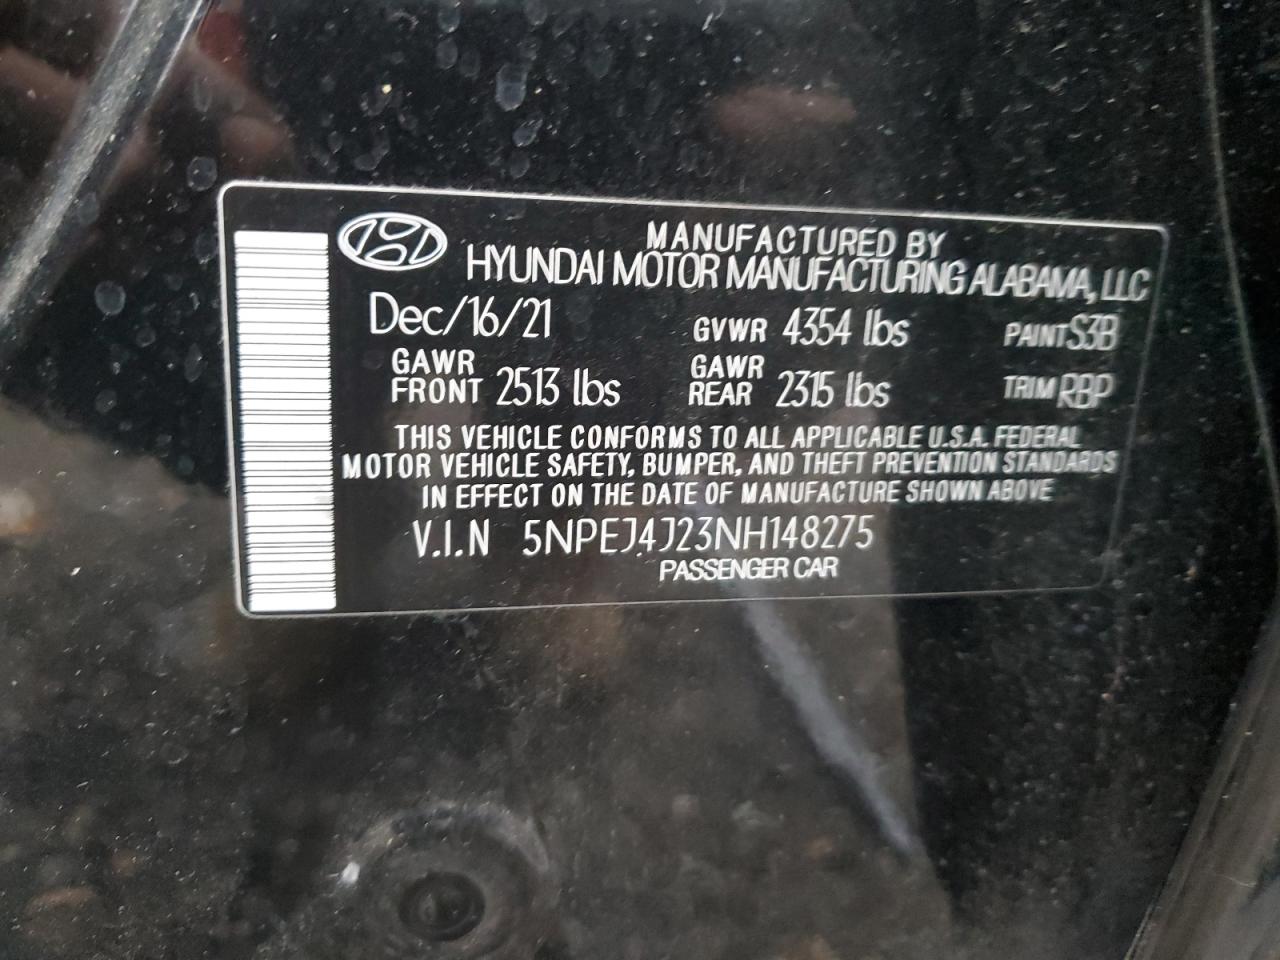 MANUFACTURED BY
HYUNDAI MOTOR MANUFACTURING ALABAMA, LLC
Dec/16/21 GVWR 4354 lbs PAINT S3B
GAWR FRONT 2513 lbs GAWR REAR 2315 lbs TRIM RBP
THIS VEHICLE CONFORMS TO ALL APPLICABLE U.S.A. FEDERAL
MOTOR VEHICLE SAFETY, BUMPER, AND THEFT PREVENTION STANDARDS
IN EFFECT ON THE DATE OF MANUFACTURE SHOWN ABOVE
V.I.N 5NPEJ4J23NH148275
PASSENGER CAR